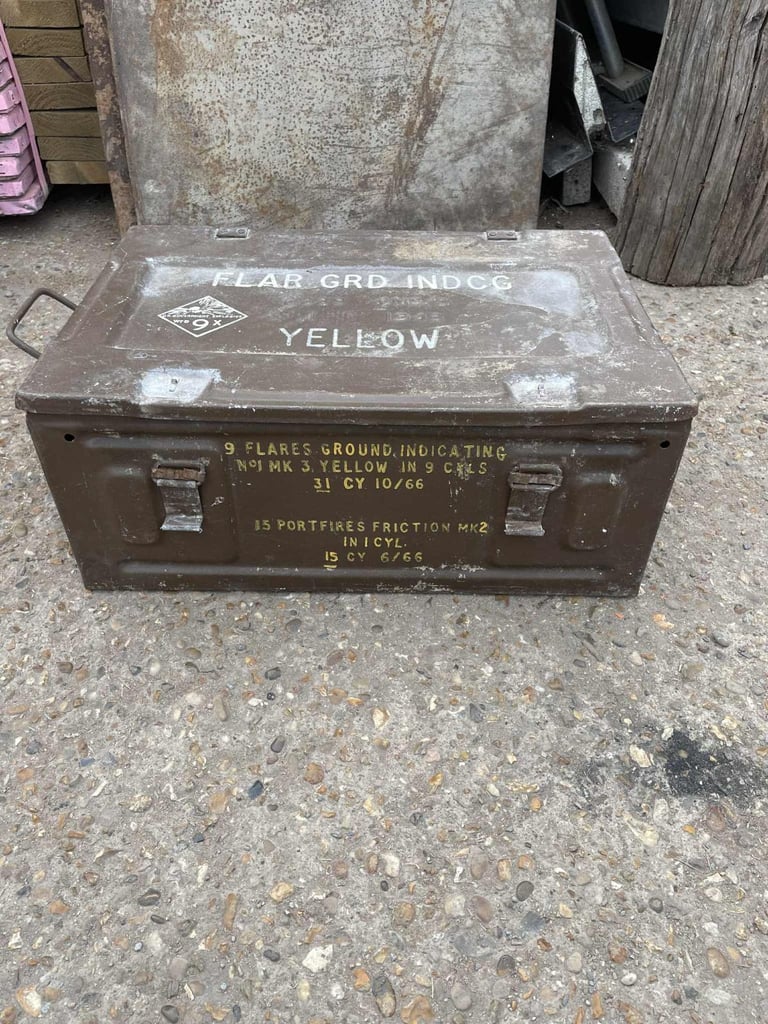 FLAR GRD INDCG
YELLOW
9 X
9 FLARES GROUND, INDICATING
Nº1 MK 3, YELLOW IN 9 CYLS
31 CY 10/66
15 PORTFIRES FRICTION MK2
IN 1 CYL.
15 CY 6/66